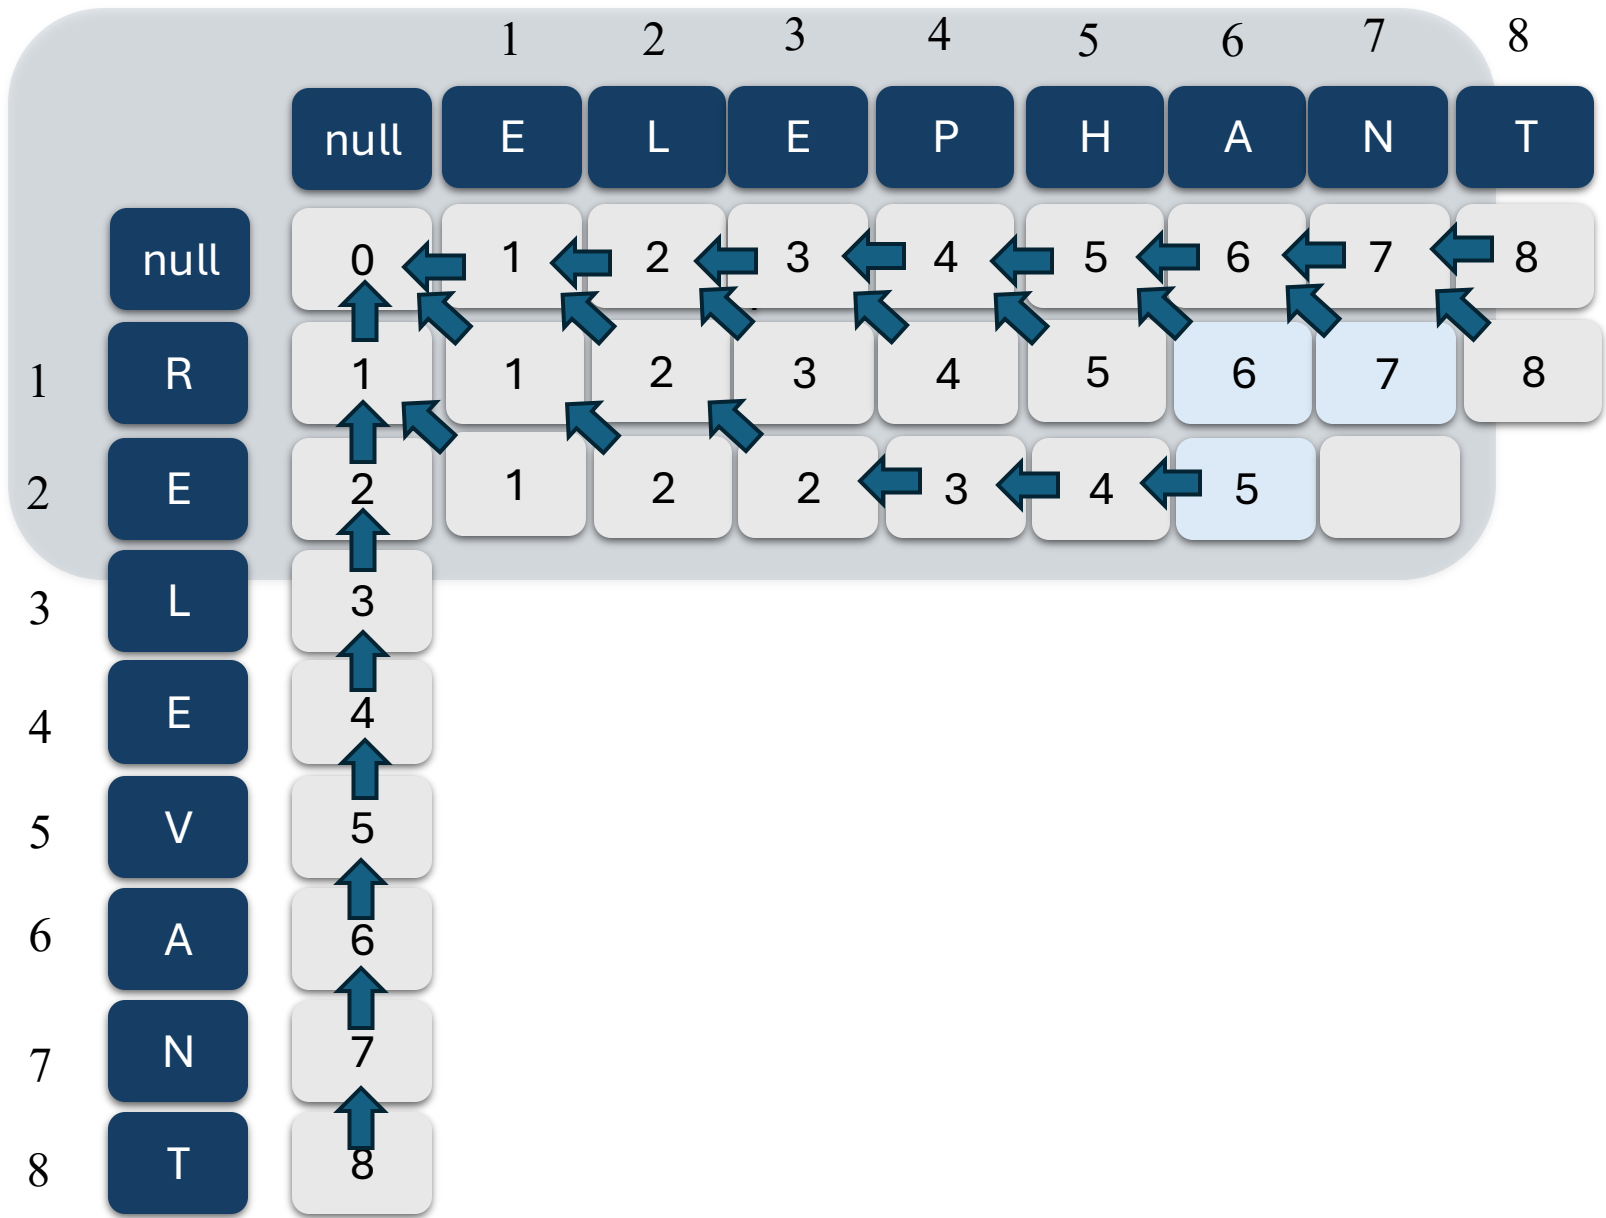 1 2 3 4 5 6 7 8
null E L E P H A N T
null 0 1 2 3 4 5 6 7 8
1 R 1 1 2 3 4 5 6 7 8
2 E 2 1 2 2 3 4 5
3 L 3
4 E 4
5 V 5
6 A 6
7 N 7
8 T 8